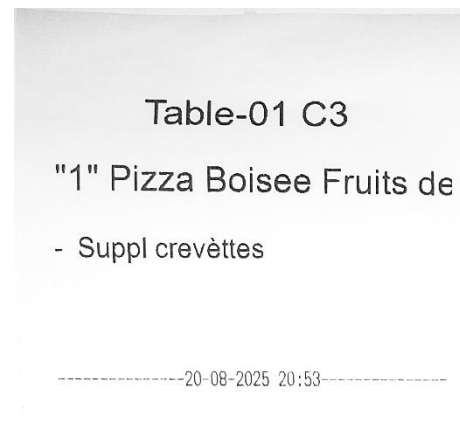 Table-01 C3
"1" Pizza Boisee Fruits de
- Suppl crevèttes
----------------20-08-2025 20:53----------------